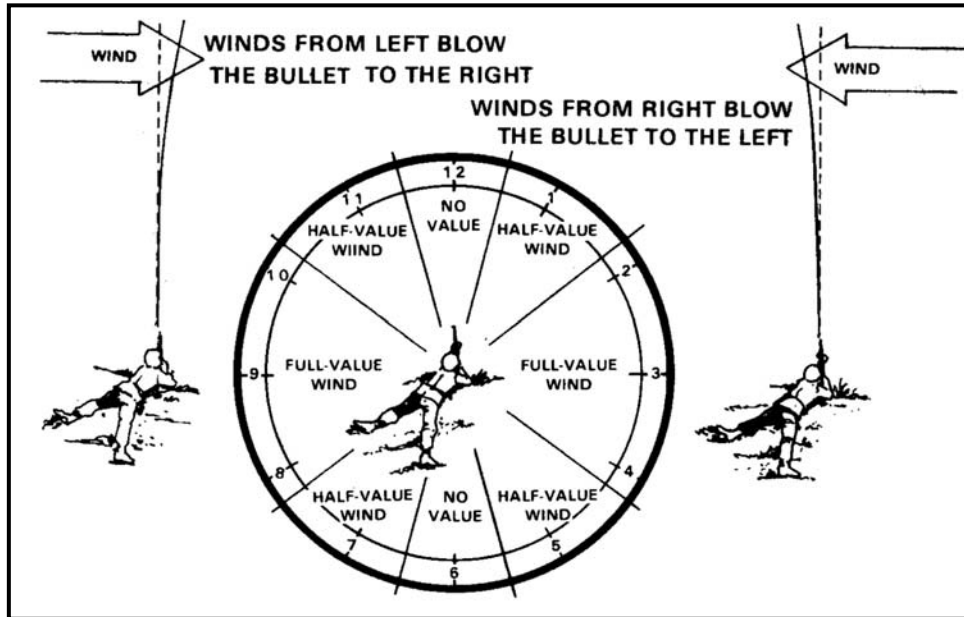 WIND
WINDS FROM LEFT BLOW
THE BULLET TO THE RIGHT
WIND
WINDS FROM RIGHT BLOW
THE BULLET TO THE LEFT
12
11
1
NO
VALUE
HALF-VALUE
WIIND
HALF-VALUE
WIND
10
2
9
FULL-VALUE
WIND
FULL-VALUE
WIND
3
8
4
HALF-VALUE
WIND
NO
VALUE
HALF-VALUE
WIND
7
5
6